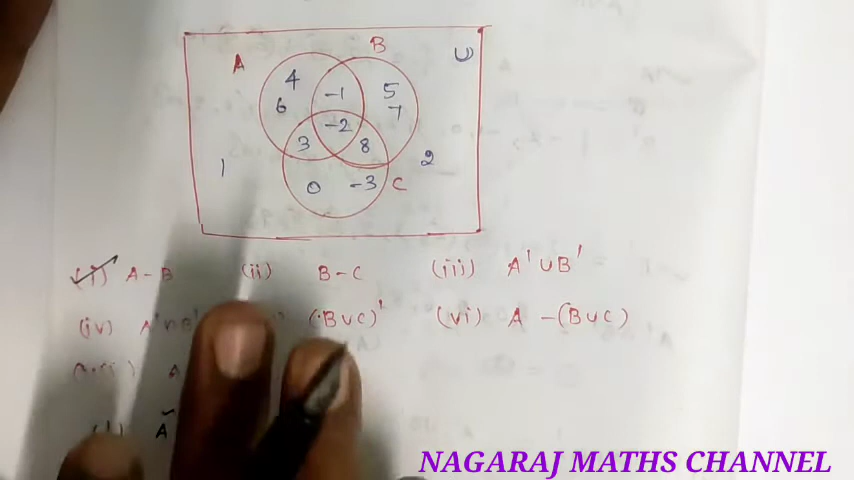 A B U
4 -1 5
6 7
-2
3 8
1 2
0 -3 C
(i) A-B (ii) B-C (iii) A' ∪ B'
(iv) A' ∩ B' (B ∪ C)' (vi) A - (B ∪ C)
A
A
NAGARAJ MATHS CHANNEL